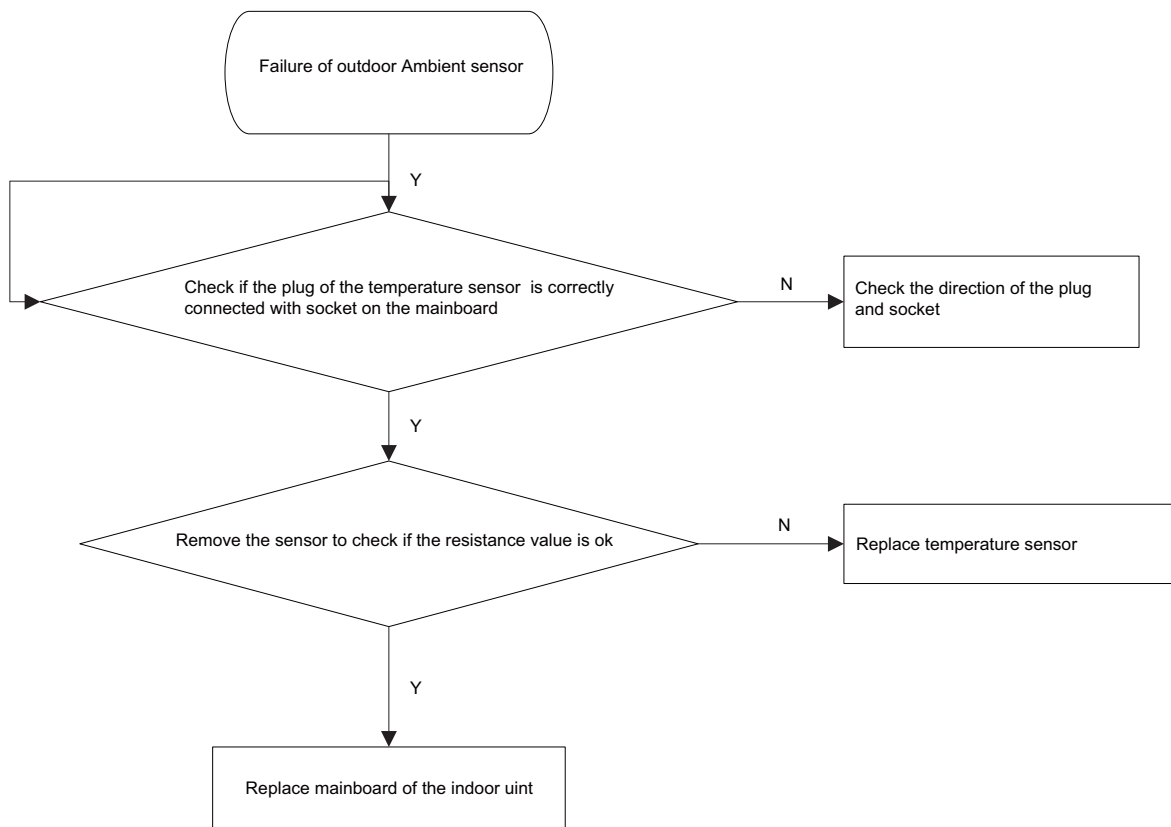 Failure of outdoor Ambient sensor
Y
Check if the plug of the temperature sensor is correctly
connected with socket on the mainboard
N
Check the direction of the plug
and socket
Y
Remove the sensor to check if the resistance value is ok
N
Replace temperature sensor
Y
Replace mainboard of the indoor uint